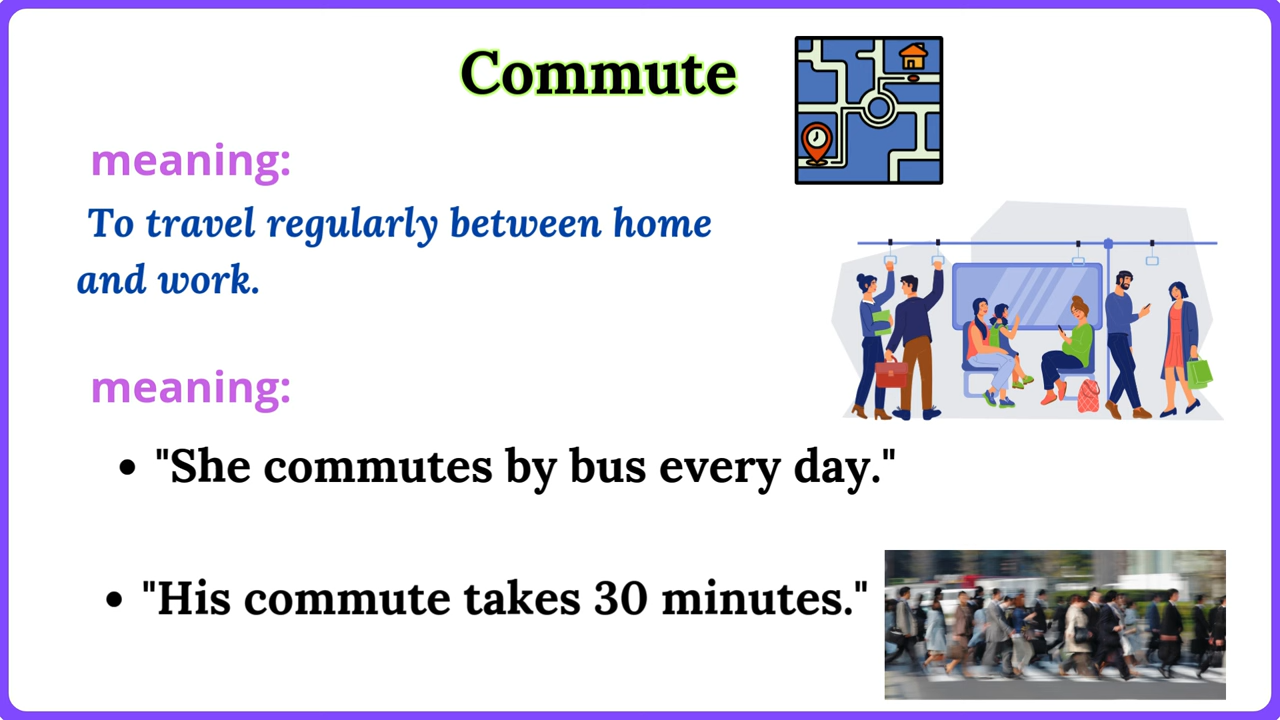 Commute
meaning:
To travel regularly between home
and work.
meaning:
• "She commutes by bus every day."
• "His commute takes 30 minutes."